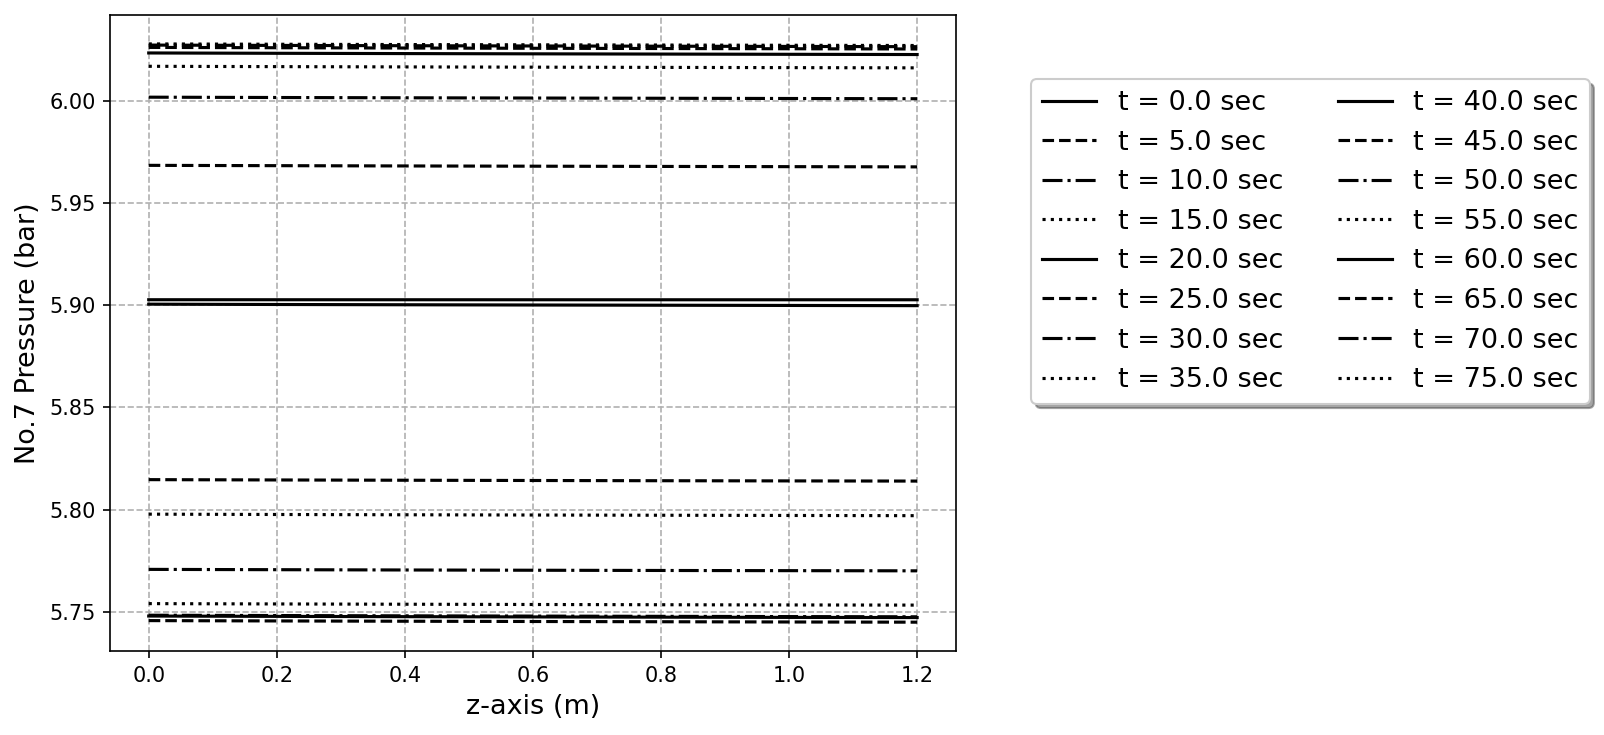 No.7 Pressure (bar)
6.00
5.95
5.90
5.85
5.80
5.75
0.0 0.2 0.4 0.6 0.8 1.0 1.2
z-axis (m)
t = 0.0 sec
t = 5.0 sec
t = 10.0 sec
t = 15.0 sec
t = 20.0 sec
t = 25.0 sec
t = 30.0 sec
t = 35.0 sec
t = 40.0 sec
t = 45.0 sec
t = 50.0 sec
t = 55.0 sec
t = 60.0 sec
t = 65.0 sec
t = 70.0 sec
t = 75.0 sec